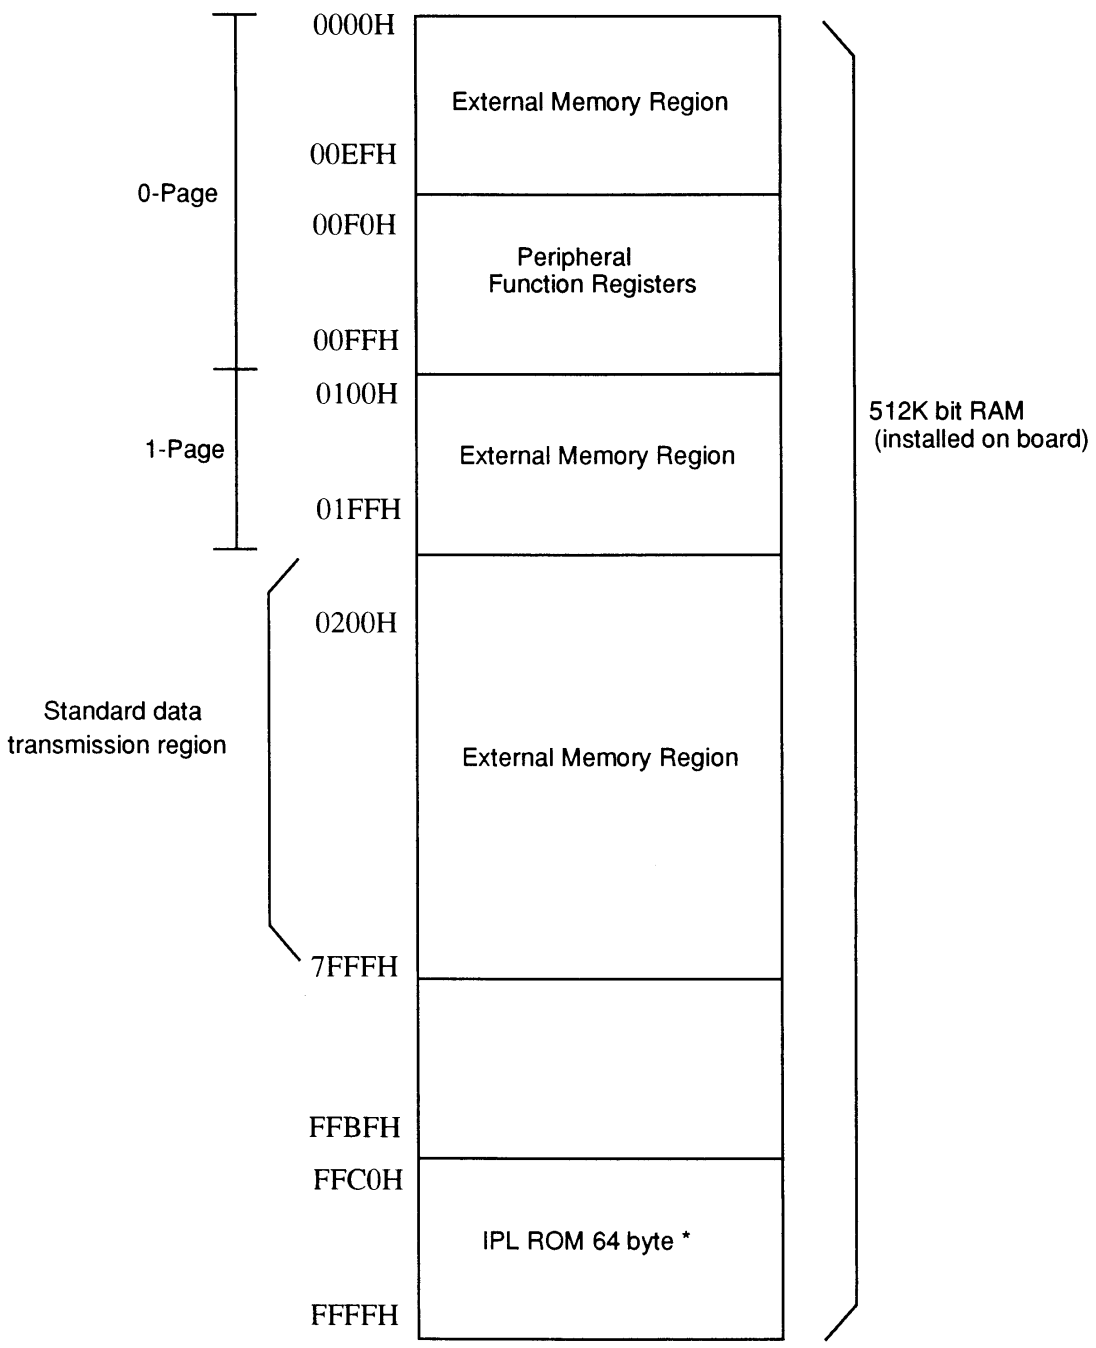 0000H
External Memory Region
00EFH
0-Page
00F0H
Peripheral
Function Registers
00FFH
0100H
512K bit RAM
(installed on board)
1-Page
External Memory Region
01FFH
0200H
Standard data
transmission region
External Memory Region
7FFFH
FFBFH
FFC0H
IPL ROM 64 byte *
FFFFH